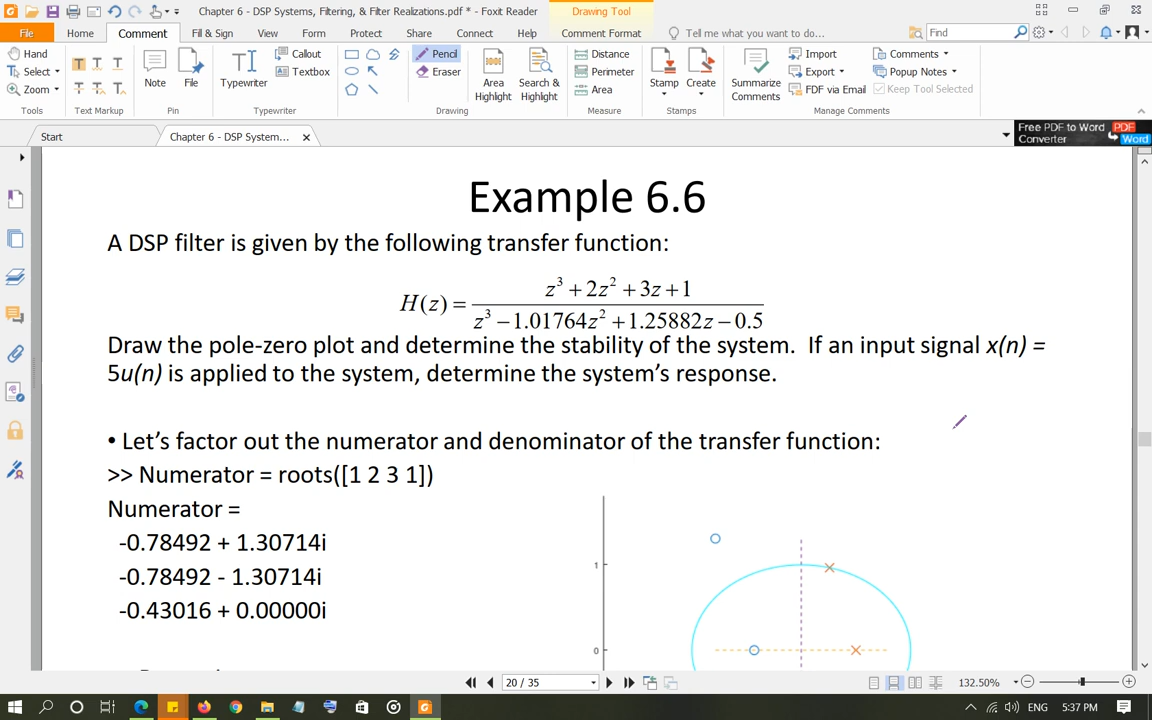 Chapter 6 - DSP Systems, Filtering, & Filter Realizations.pdf * - Foxit Reader
Drawing Tool
File Home Comment Fill & Sign View Form Protect Share Connect Help Comment Format Tell me what you want to do... Find
Hand
Select
Zoom
Tools
Text Markup
Note
File
Pin
Typewriter
Callout
Textbox
Typewriter
Pencil
Eraser
Drawing
Area Highlight
Search & Highlight
Distance
Perimeter
Area
Measure
Stamp
Create
Stamps
Summarize Comments
Import
Export
FDF via Email
Comments
Popup Notes
Keep Tool Selected
Manage Comments
Start
Chapter 6 - DSP System...
Free PDF to Word
Converter
PDF
Word
Example 6.6
A DSP filter is given by the following transfer function:
H(z) = (z³ + 2z² + 3z + 1) / (z³ − 1.01764z² + 1.25882z − 0.5)
Draw the pole-zero plot and determine the stability of the system. If an input signal x(n) =
5u(n) is applied to the system, determine the system's response.
• Let's factor out the numerator and denominator of the transfer function:
>> Numerator = roots([1 2 3 1])
Numerator =
-0.78492 + 1.30714i
-0.78492 - 1.30714i
-0.43016 + 0.00000i
1
0
20 / 35
132.50%
ENG 5:37 PM